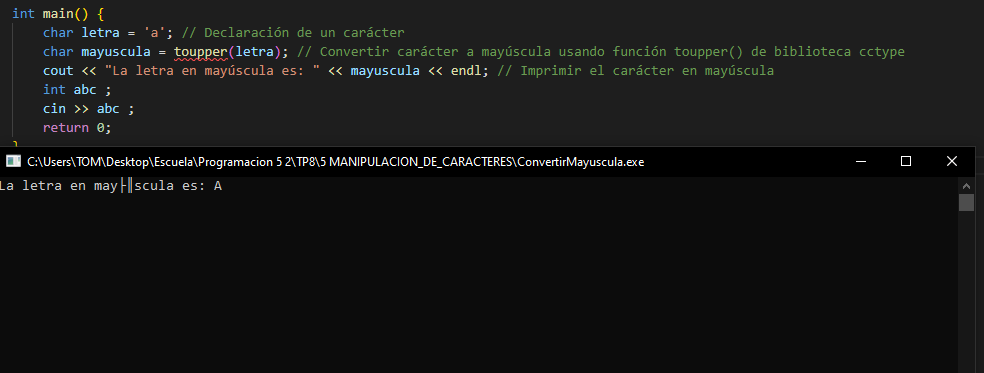 int main() {
char letra = 'a'; // Declaración de un carácter
char mayuscula = toupper(letra); // Convertir carácter a mayúscula usando función toupper() de biblioteca cctype
cout << "La letra en mayúscula es: " << mayuscula << endl; // Imprimir el carácter en mayúscula
int abc ;
cin >> abc ;
return 0;
}
C:\Users\TOM\Desktop\Escuela\Programacion 5 2\TP8\5 MANIPULACION_DE_CARACTERES\ConvertirMayuscula.exe
La letra en may├║scula es: A